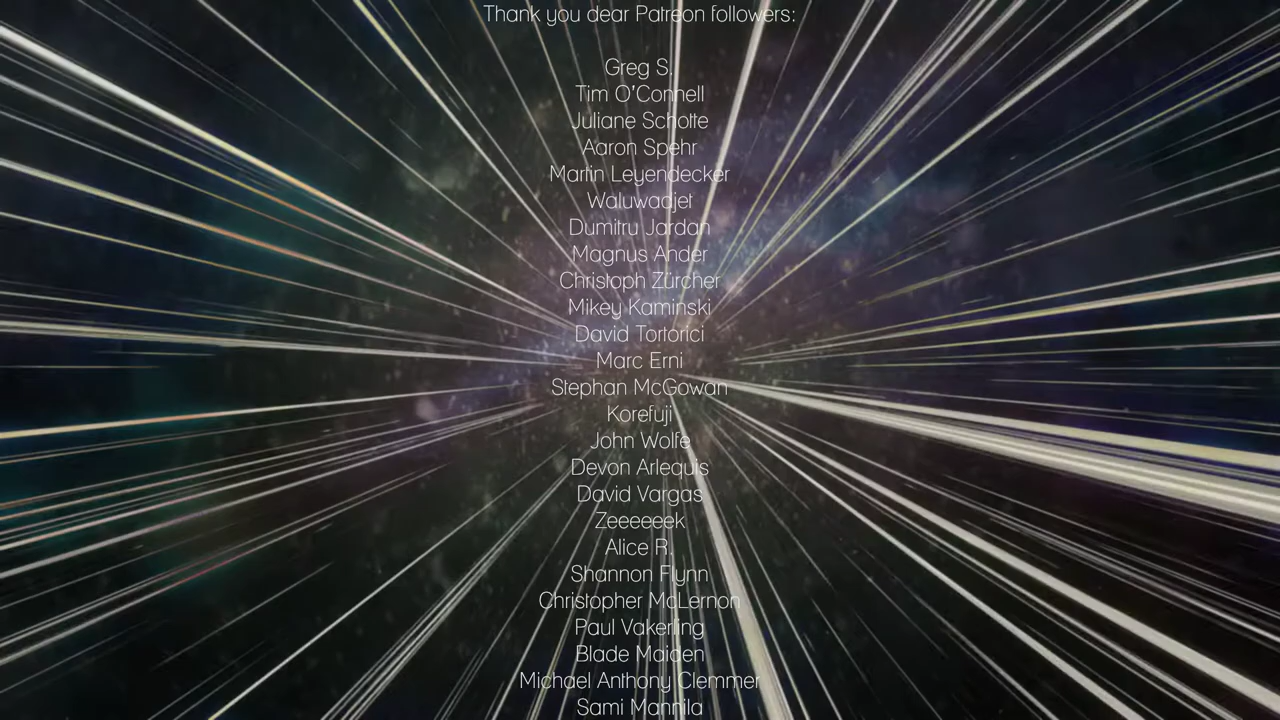 Thank you dear Patreon followers:
Greg S.
Tim O'Connell
Juliane Schotte
Aaron Spehr
Martin Leyendecker
Waluwadjet
Dumitru Jardan
Magnus Ander
Christoph Zürcher
Mikey Kaminski
David Tortorici
Marc Erni
Stephan McGowan
Korefuji
John Wolfe
Devon Arlequis
David Vargas
Zeeeeeek
Alice R.
Shannon Flynn
Christopher McLernon
Paul Vakerling
Blade Maiden
Michael Anthony Clemmer
Sami Mannila